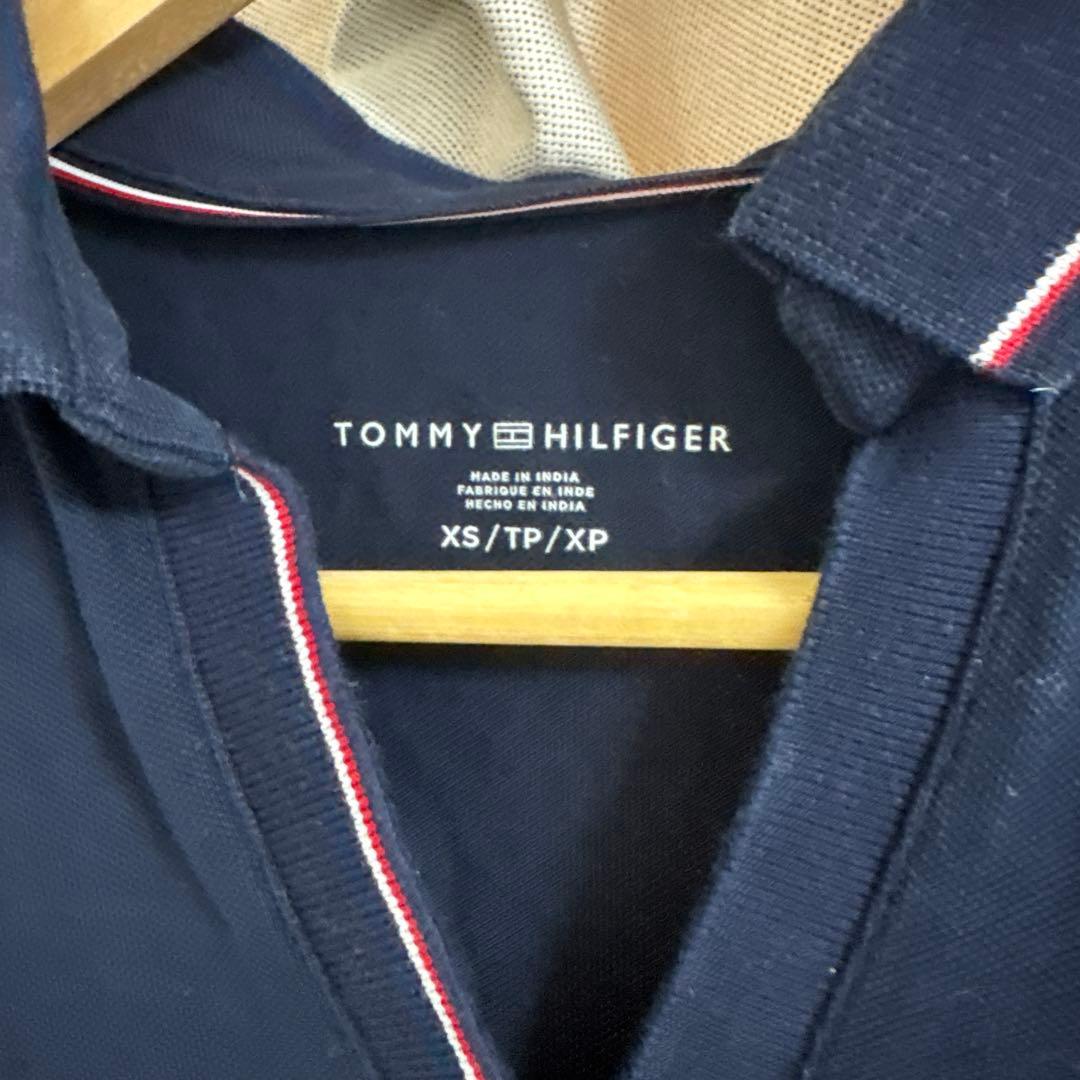 TOMMY HILFIGER
MADE IN INDIA
FABRIQUE EN INDE
HECHO EN INDIA
XS/TP/XP